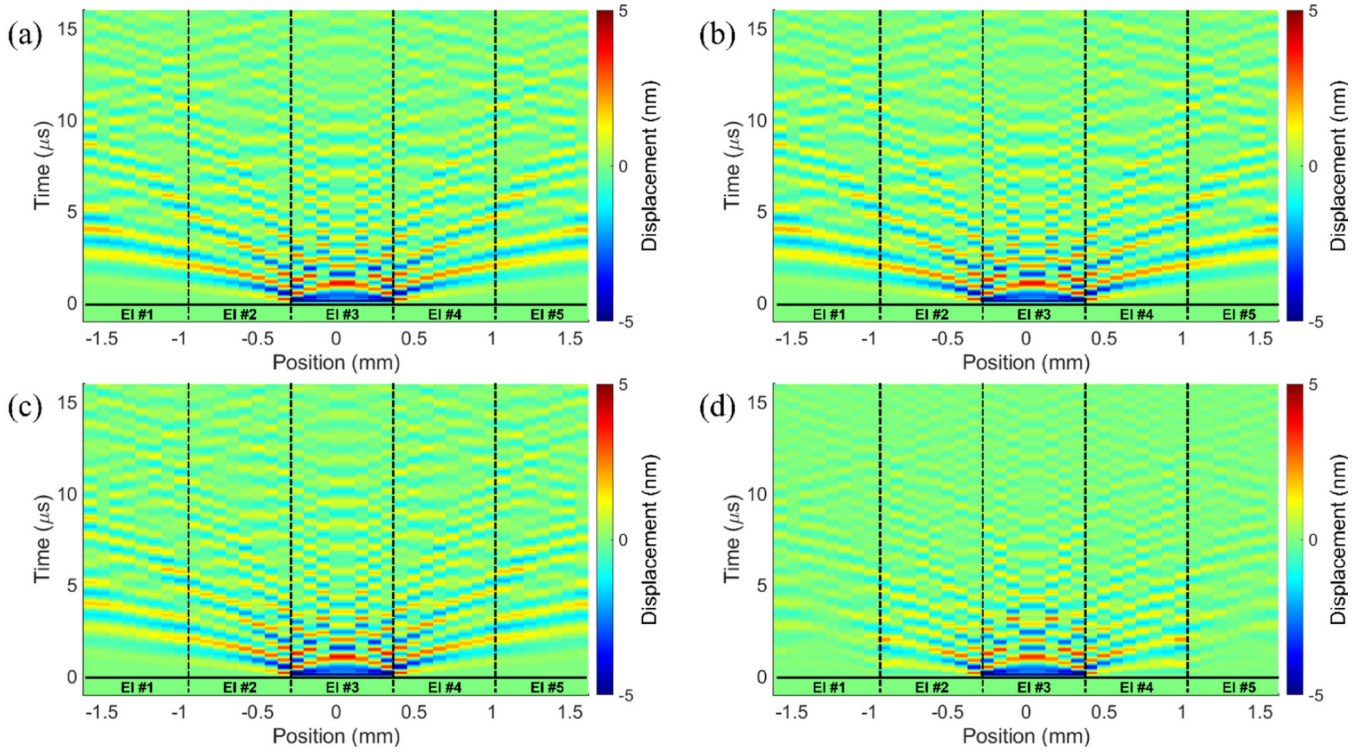 (a)
15
10
5
0
Time (μs)
El #1 El #2 El #3 El #4 El #5
-1.5 -1 -0.5 0 0.5 1 1.5
Position (mm)
5
0
-5
Displacement (nm)
(b)
15
10
5
0
Time (μs)
El #1 El #2 El #3 El #4 El #5
-1.5 -1 -0.5 0 0.5 1 1.5
Position (mm)
5
0
-5
Displacement (nm)
(c)
15
10
5
0
Time (μs)
El #1 El #2 El #3 El #4 El #5
-1.5 -1 -0.5 0 0.5 1 1.5
Position (mm)
5
0
-5
Displacement (nm)
(d)
15
10
5
0
Time (μs)
El #1 El #2 El #3 El #4 El #5
-1.5 -1 -0.5 0 0.5 1 1.5
Position (mm)
5
0
-5
Displacement (nm)